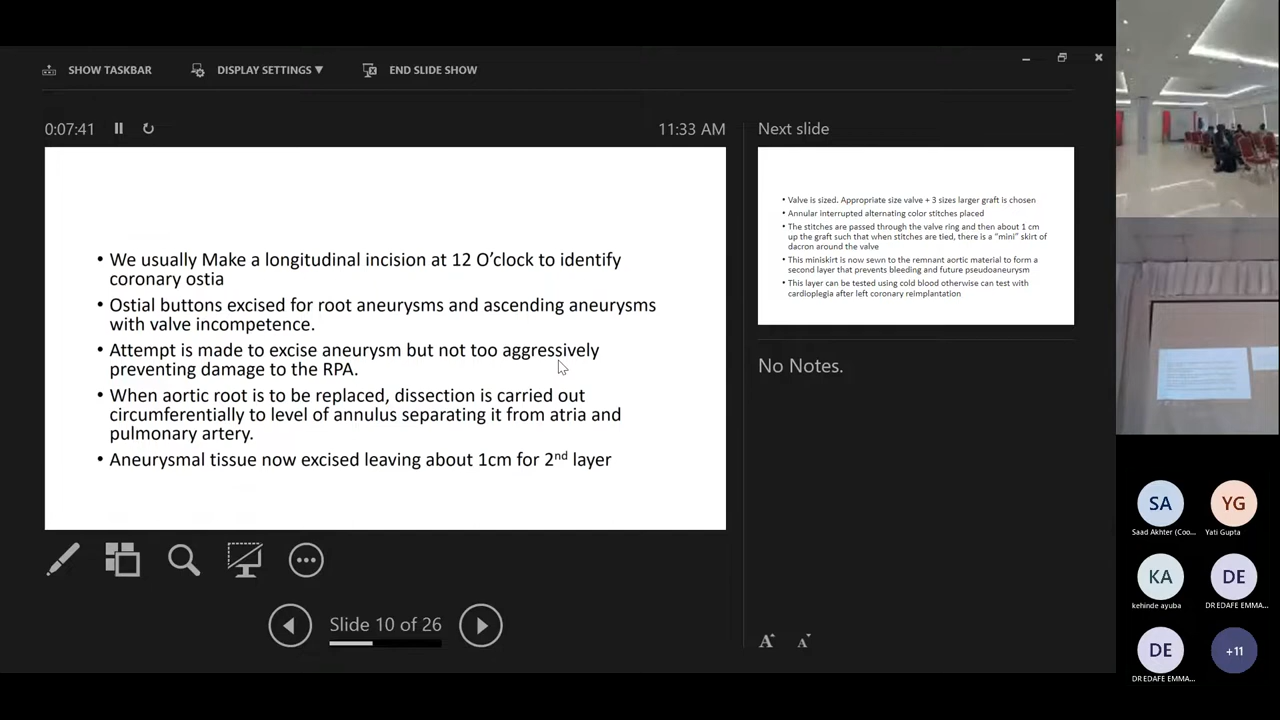 SHOW TASKBAR
DISPLAY SETTINGS ▼
END SLIDE SHOW
0:07:41
11:33 AM
• We usually Make a longitudinal incision at 12 O’clock to identify
coronary ostia
• Ostial buttons excised for root aneurysms and ascending aneurysms
with valve incompetence.
• Attempt is made to excise aneurysm but not too aggressively
preventing damage to the RPA.
• When aortic root is to be replaced, dissection is carried out
circumferentially to level of annulus separating it from atria and
pulmonary artery.
• Aneurysmal tissue now excised leaving about 1cm for 2nd layer
Slide 10 of 26
Next slide
• Valve is sized. Appropriate size valve + 3 sizes larger graft is chosen
• Annular interrupted alternating color stitches placed
• The stitches are passed through the valve ring and then about 1 cm
up the graft such that when stitches are tied, there is a “mini” skirt of
dacron around the valve
• This miniskirt is now sewn to the remnant aortic material to form a
second layer that prevents bleeding and future pseudoaneurysm
• This layer can be tested using cold blood otherwise can test with
cardioplegia after left coronary reimplantation
No Notes.
A A
SA
Saad Akhter (Coo...
YG
Yati Gupta
KA
kehinde ayuba
DE
DR EDAFE EMMA...
DE
DR EDAFE EMMA...
+11